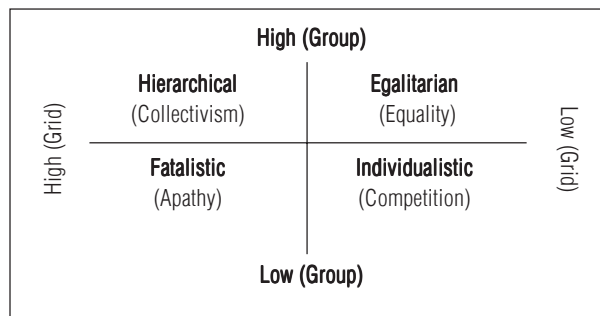 High (Group)
Hierarchical
(Collectivism)
Egalitarian
(Equality)
High (Grid)
Low (Grid)
Fatalistic
(Apathy)
Individualistic
(Competition)
Low (Group)